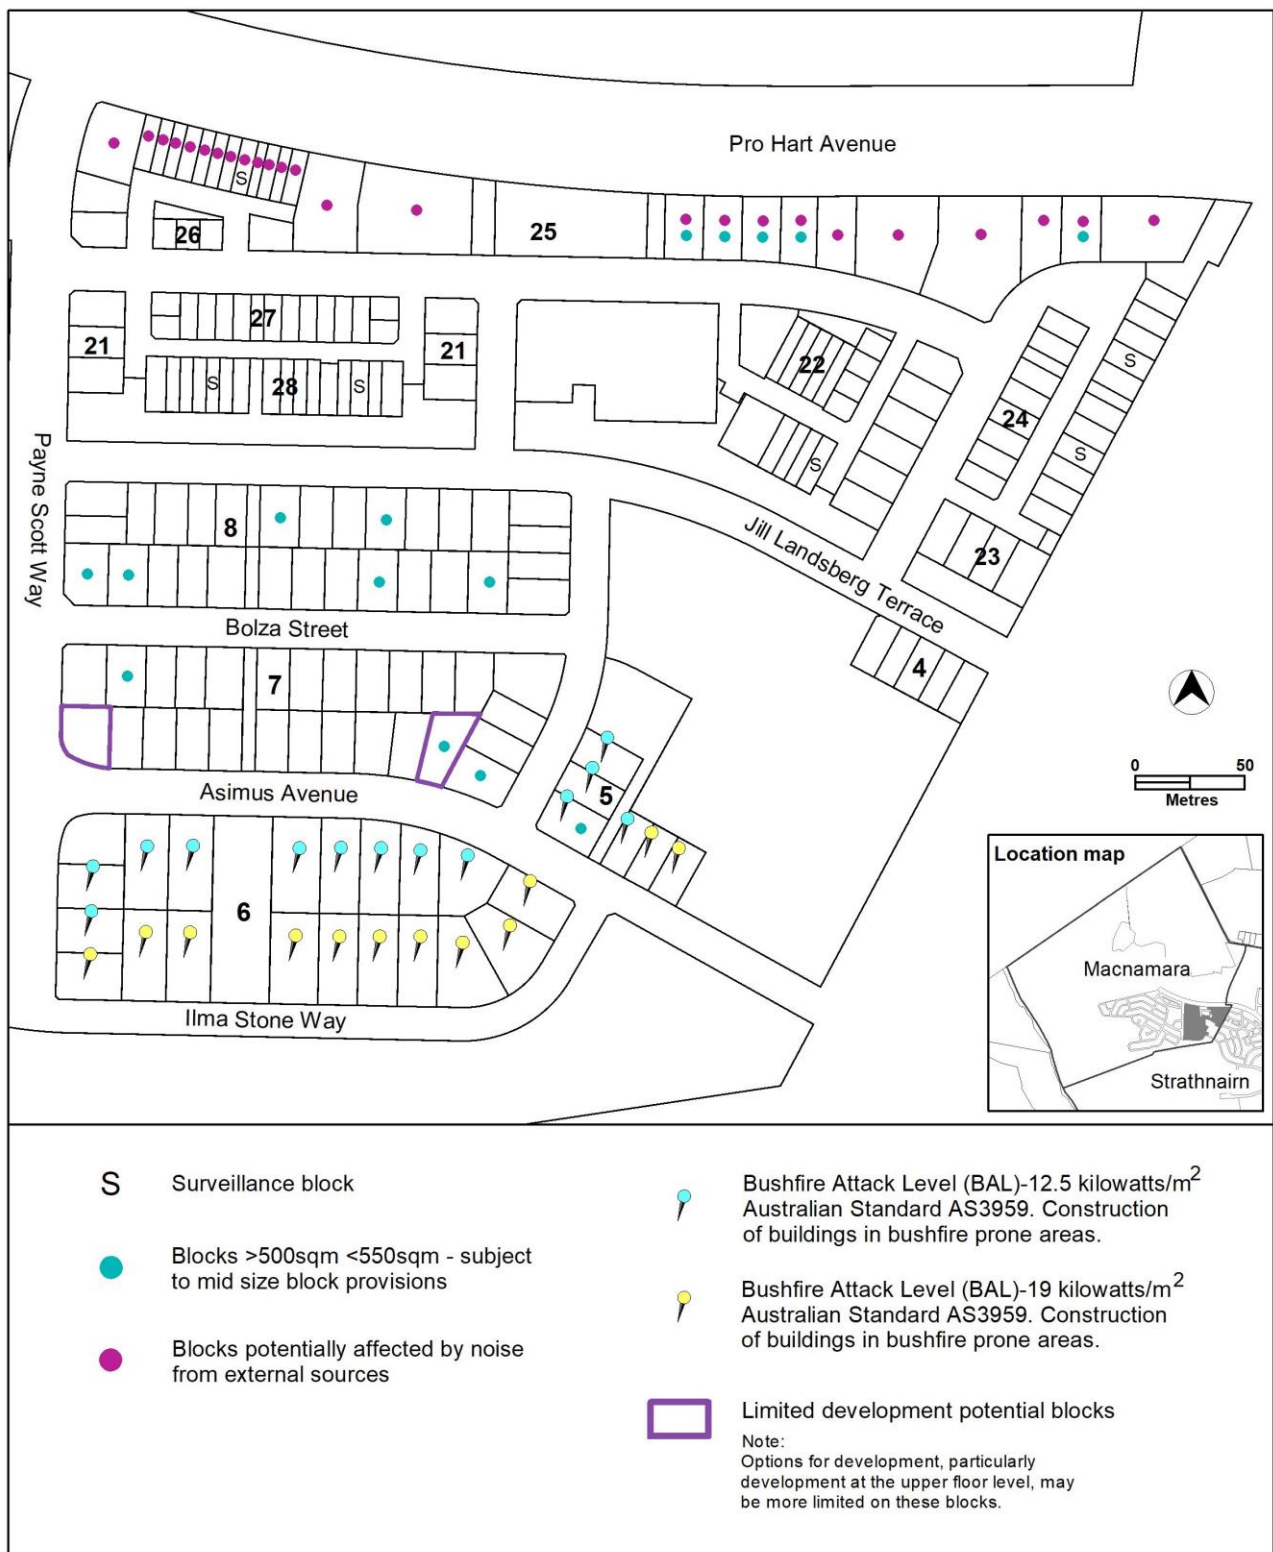 Pro Hart Avenue
S
26
25
27
21
21
28
S
S
22
S
24
S
S
23
Payne Scott Way
8
Jill Landsberg Terrace
Bolza Street
4
7
5
Asimus Avenue
0 50
Metres
6
Ilma Stone Way
Location map
Macnamara
Strathnairn
S Surveillance block
Blocks >500sqm <550sqm - subject
to mid size block provisions
Blocks potentially affected by noise
from external sources
Bushfire Attack Level (BAL)-12.5 kilowatts/m²
Australian Standard AS3959. Construction
of buildings in bushfire prone areas.
Bushfire Attack Level (BAL)-19 kilowatts/m²
Australian Standard AS3959. Construction
of buildings in bushfire prone areas.
Limited development potential blocks
Note:
Options for development, particularly
development at the upper floor level, may
be more limited on these blocks.